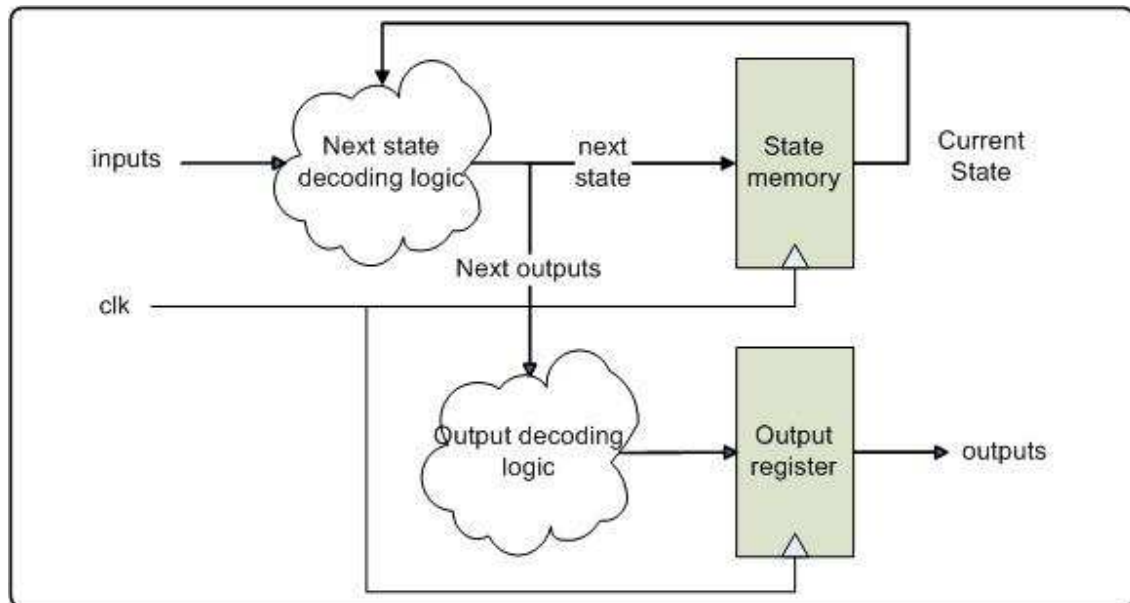 inputs
Next state
decoding logic
next
state
State
memory
Current
State
Next outputs
clk
Output decoding
logic
Output
register
outputs